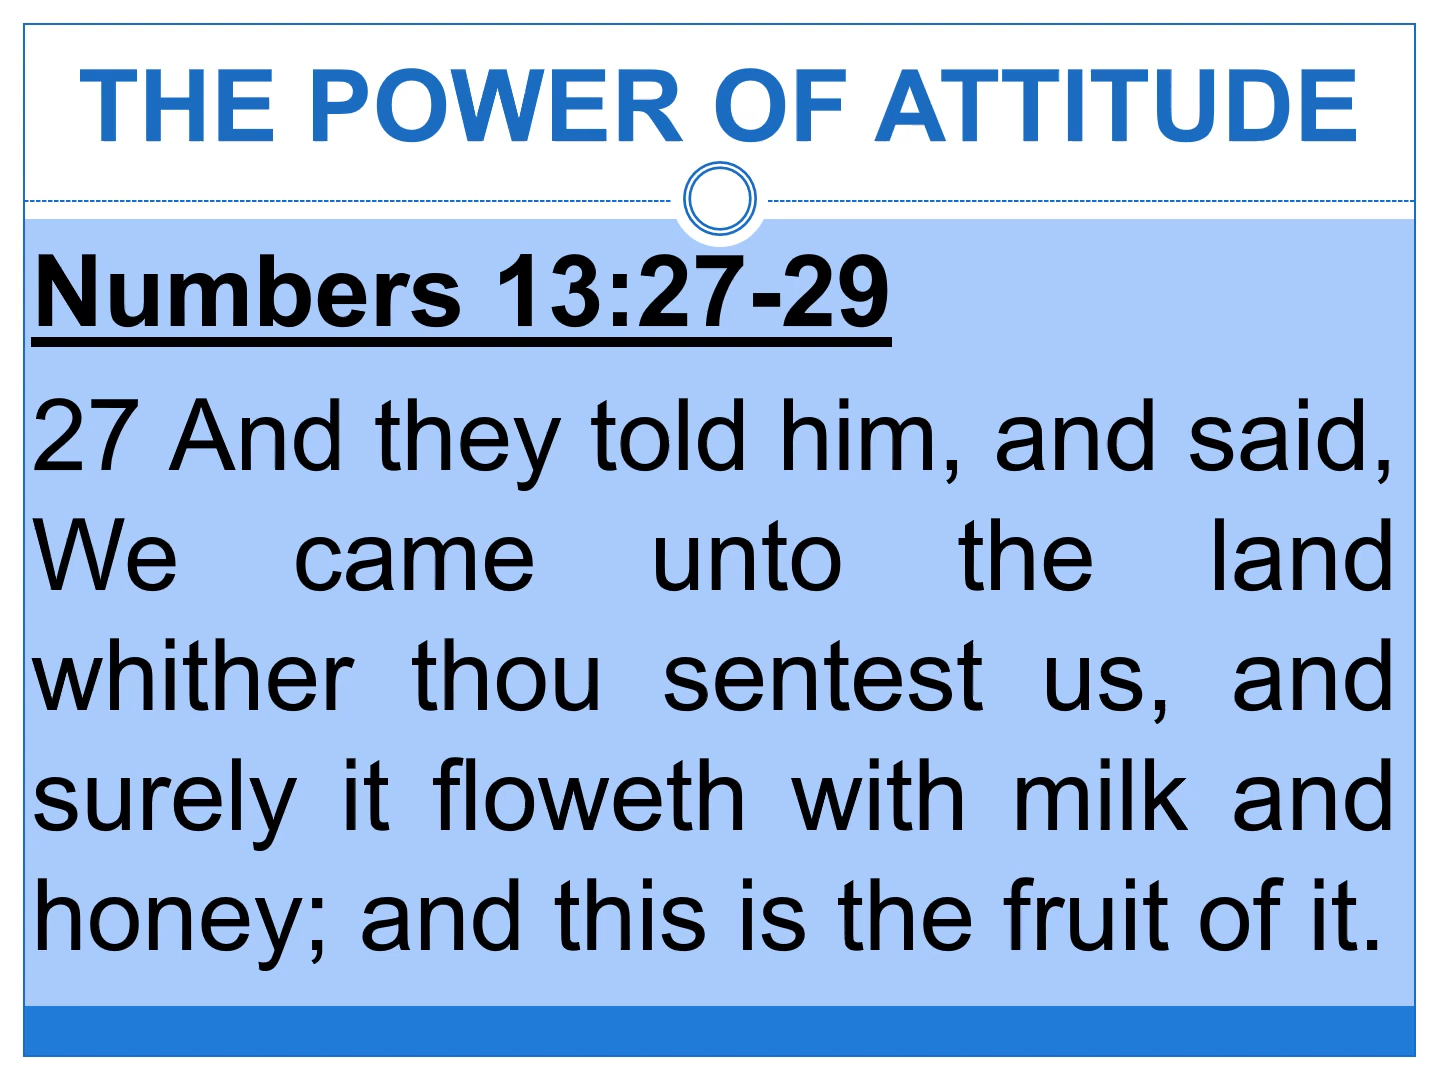 THE POWER OF ATTITUDE
Numbers 13:27-29
27 And they told him, and said,
We came unto the land
whither thou sentest us, and
surely it floweth with milk and
honey; and this is the fruit of it.